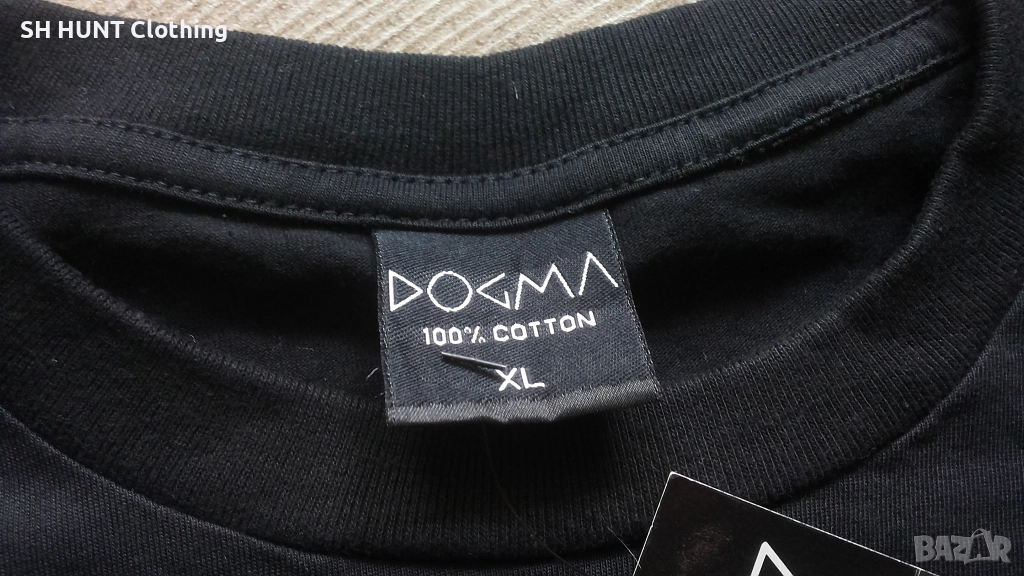 SH HUNT Clothing
DOGMA
100% COTTON
XL
BAZAR